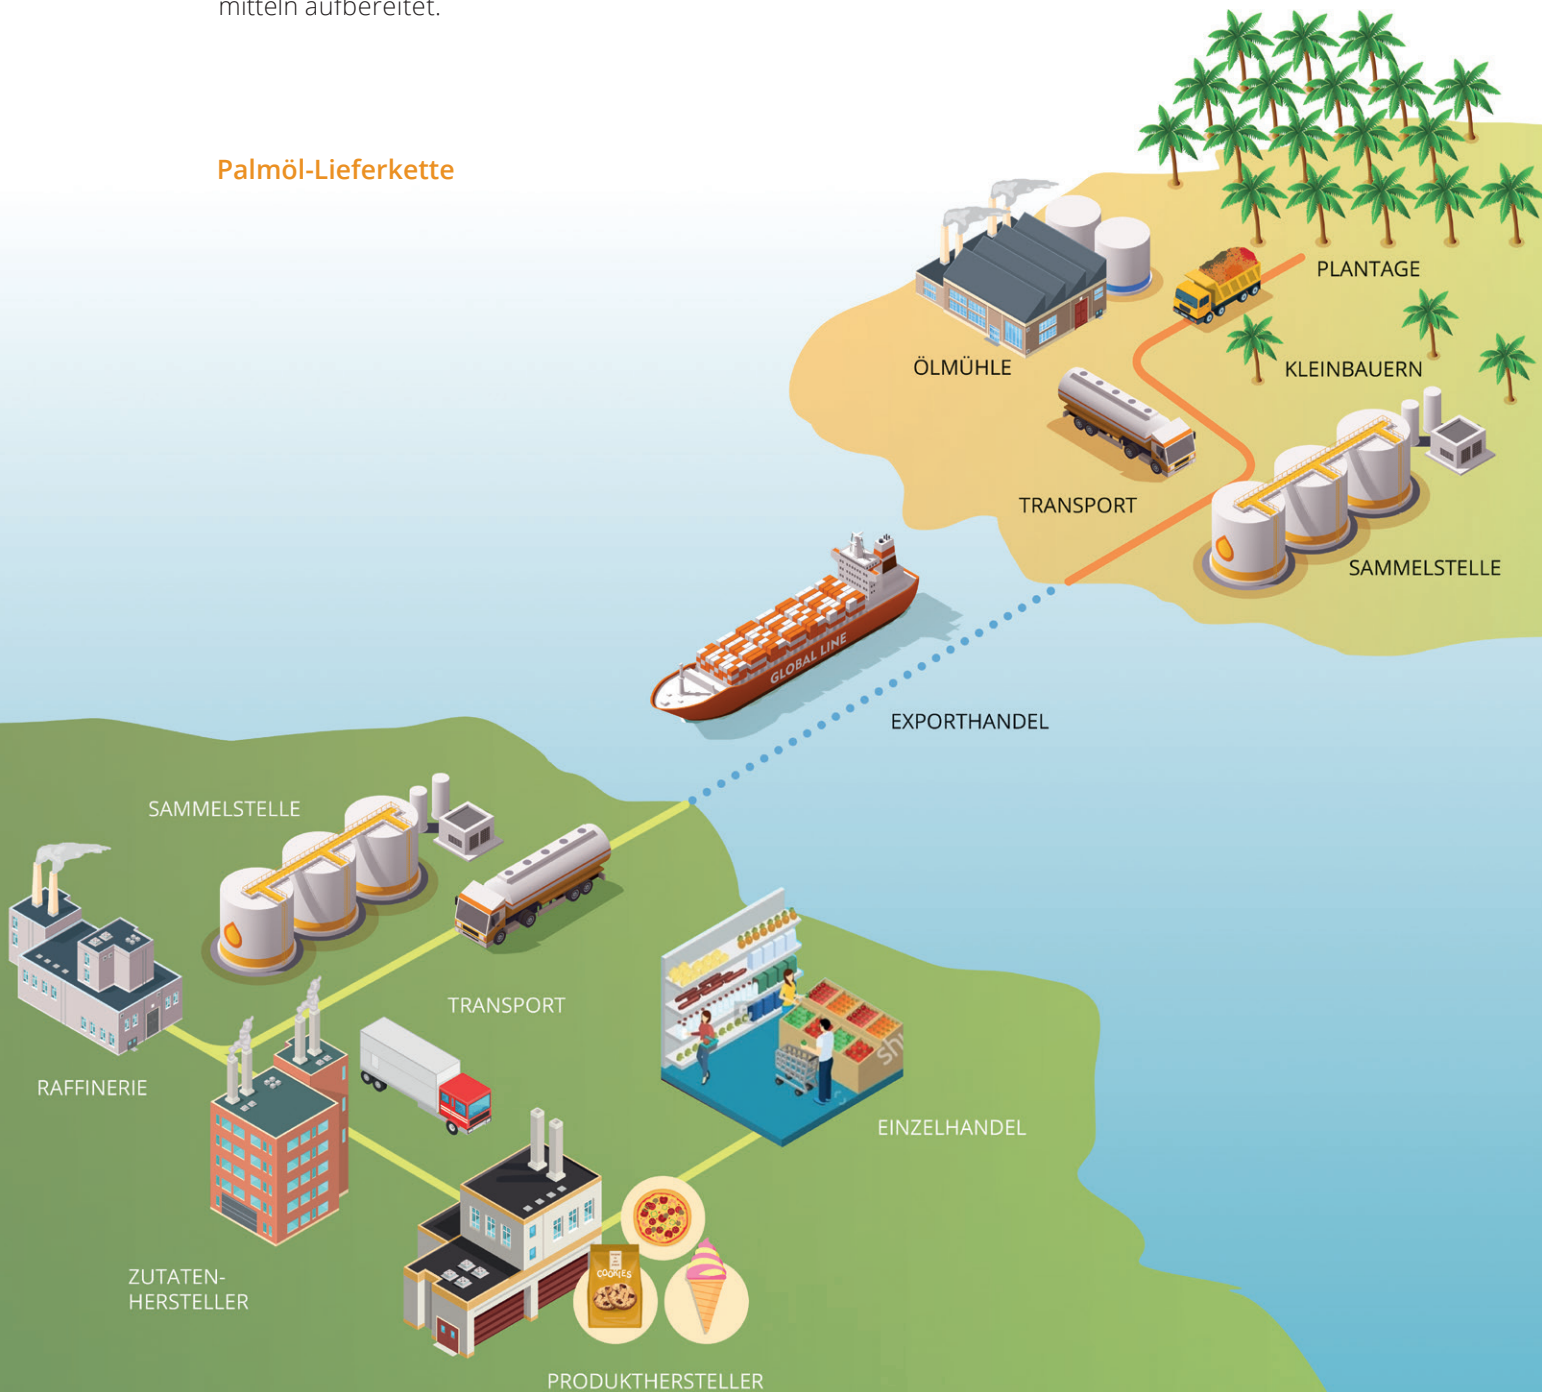 mitteln aufbereitet.
Palmöl-Lieferkette
PLANTAGE
ÖLMÜHLE
KLEINBAUERN
TRANSPORT
SAMMELSTELLE
GLOBAL LINE
EXPORTHANDEL
SAMMELSTELLE
TRANSPORT
RAFFINERIE
EINZELHANDEL
ZUTATEN-
HERSTELLER
COOKIES
PRODUKTHERSTELLER